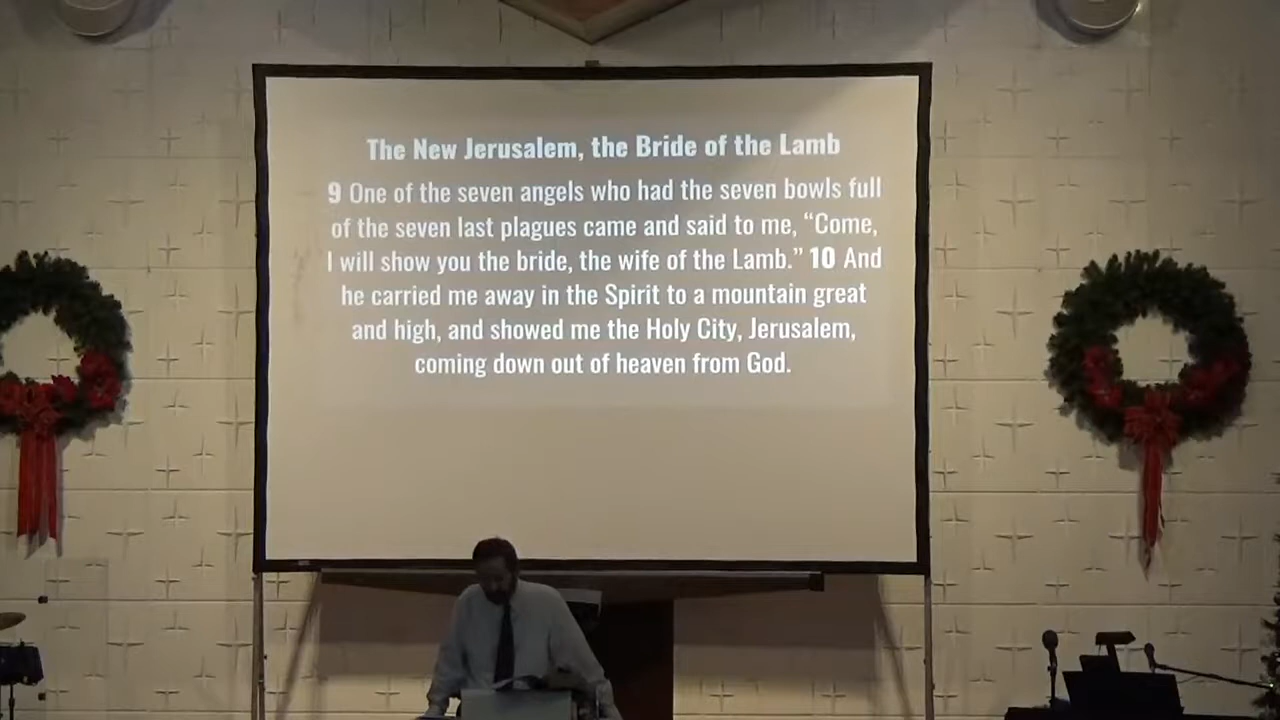 The New Jerusalem, the Bride of the Lamb
9 One of the seven angels who had the seven bowls full
of the seven last plagues came and said to me, “Come,
I will show you the bride, the wife of the Lamb.” 10 And
he carried me away in the Spirit to a mountain great
and high, and showed me the Holy City, Jerusalem,
coming down out of heaven from God.